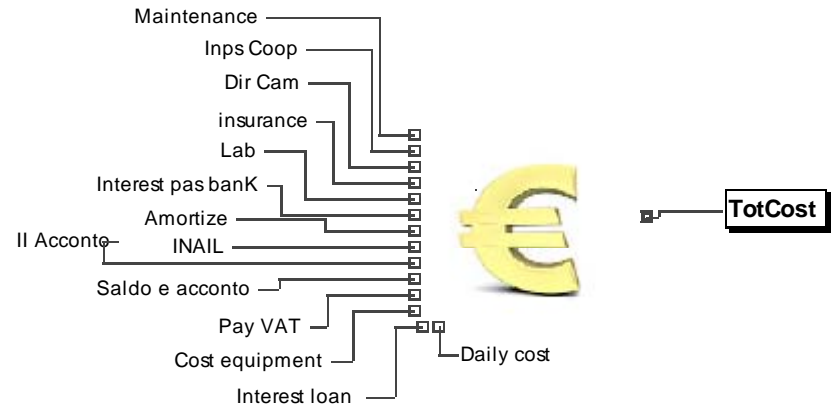 Maintenance
Inps Coop
Dir Cam
insurance
Lab
Interest pas banK
Amortize
II Acconto
INAIL
Saldo e acconto
Pay VAT
Cost equipment
Interest loan
Daily cost
TotCost